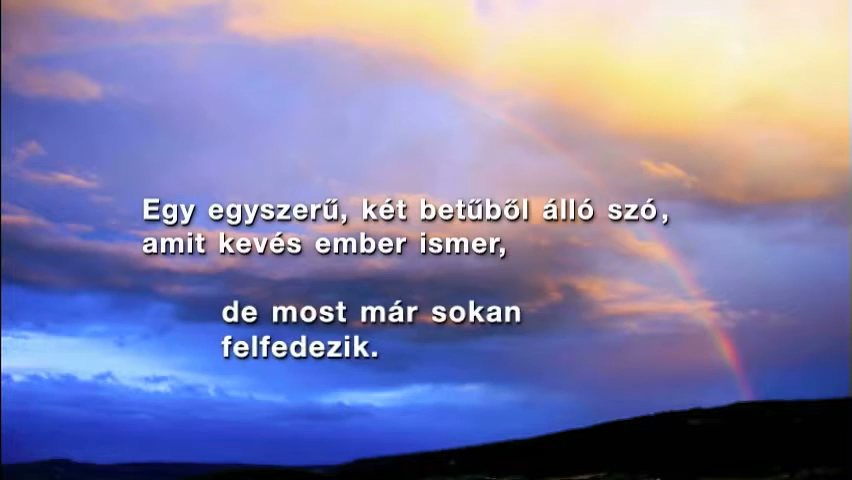 Egy egyszerű, két betűből álló szó,
amit kevés ember ismer,
de most már sokan
felfedezik.